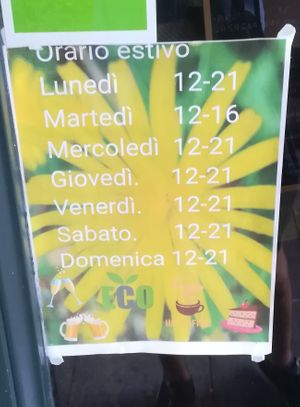 Orario estivo
Lunedì 12-21
Martedì 12-16
Mercoledì 12-21
Giovedì. 12-21
Venerdì. 12-21
Sabato. 12-21
Domenica 12-21
ECO